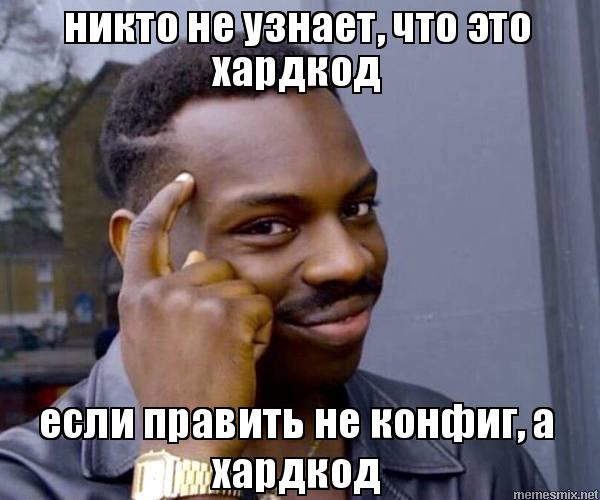 никто не узнает, что это
хардкод
если править не конфиг, а
хардкод
memesmix.net